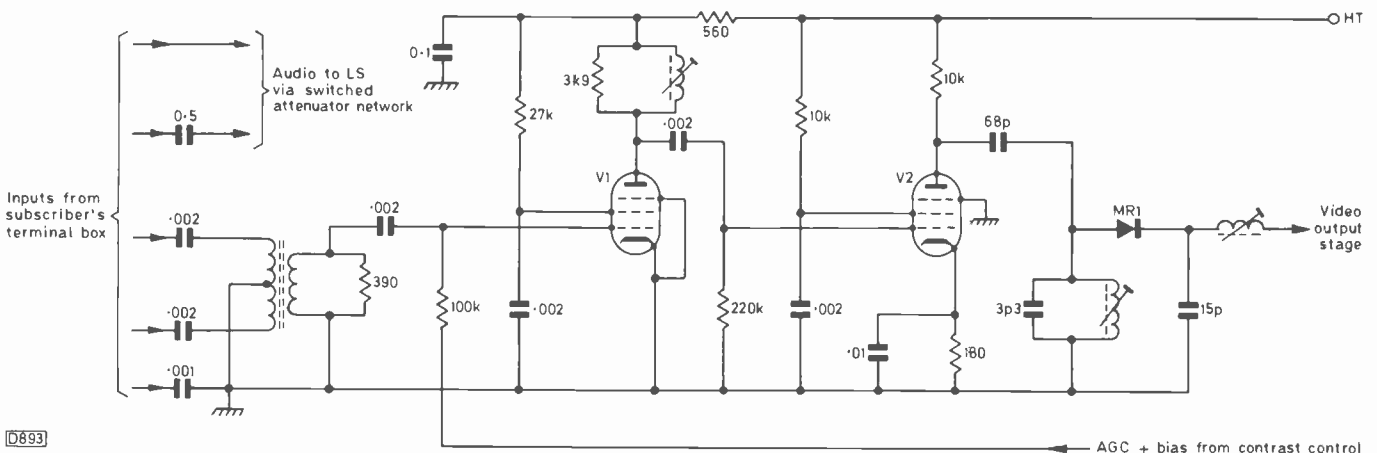 HT
560
0·1
Audio to LS
via switched
attenuator network
3k9
27k
10k
10k
0·5
·002
68p
V1
V2
Inputs from
subscriber's
terminal box
·002
·002
MR1
Video
output
stage
390
100k
·002
220k
·002
3p3
15p
·002
·01
180
·001
D893
AGC + bias from contrast control